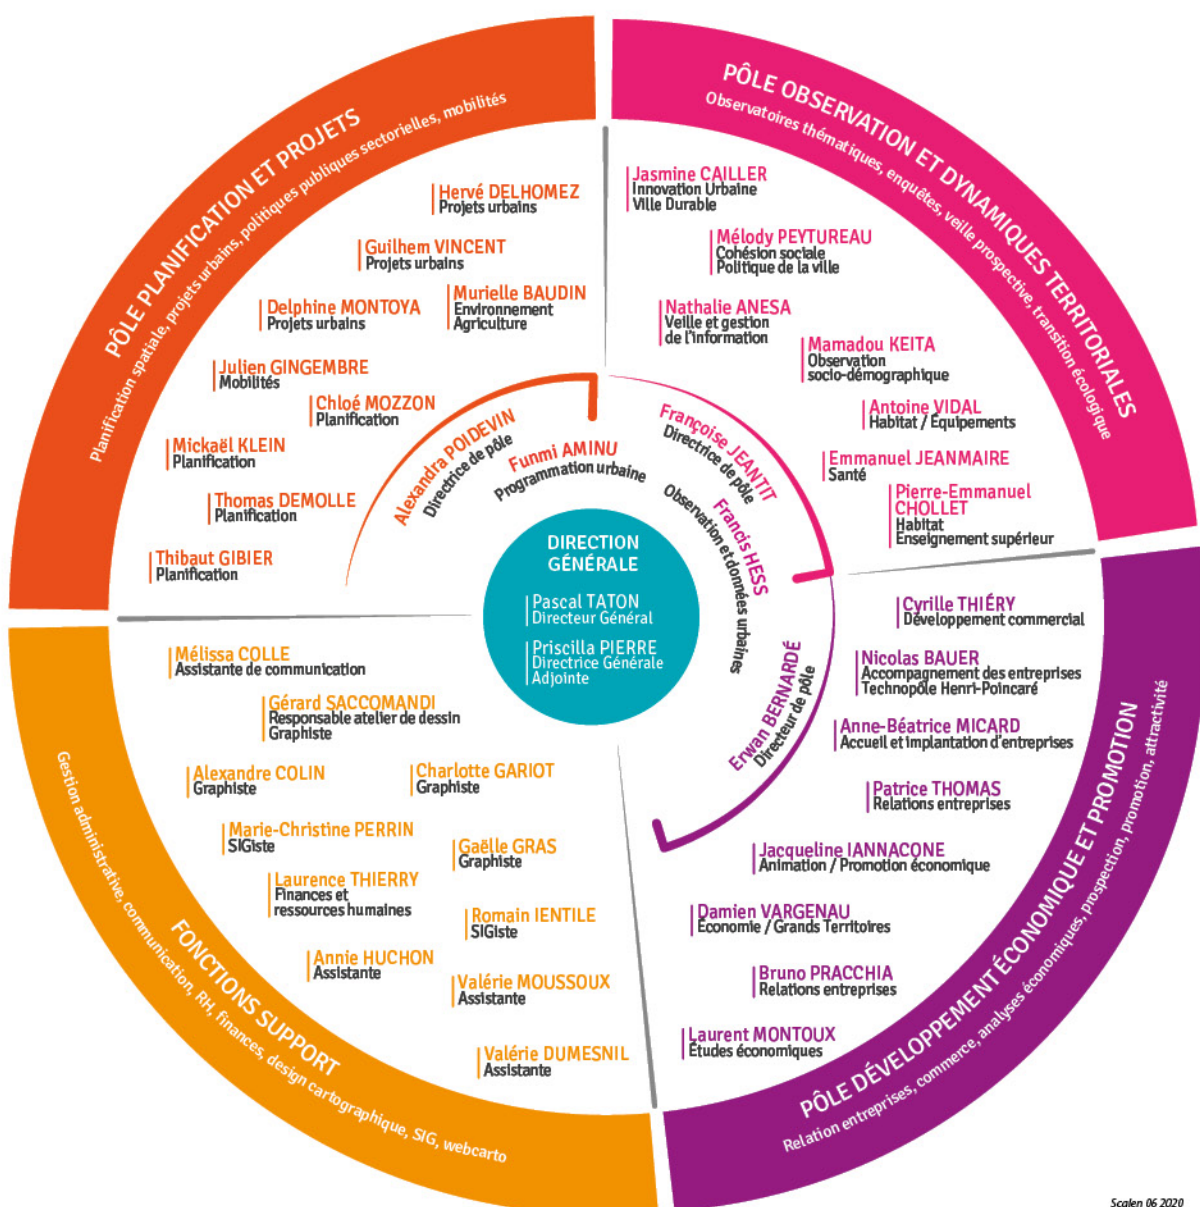 PÔLE PLANIFICATION ET PROJETS
Planification spatiale, projets urbains, politiques publiques sectorielles, mobilités
Hervé DELHOMEZ
Projets urbains
Guilhem VINCENT
Projets urbains
Delphine MONTOYA
Projets urbains
Murielle BAUDIN
Environnement
Agriculture
Julien GINGEMBRE
Mobilités
Chloé MOZZON
Planification
Mickaël KLEIN
Planification
Thomas DEMOLLE
Planification
Thibaut GIBIER
Planification
Alexandra POIDEVIN
Directrice de pôle
Funmi AMINU
Programmation urbaine
PÔLE OBSERVATION ET DYNAMIQUES TERRITORIALES
Observatoires thématiques, enquêtes, veille prospective, transition écologique
Jasmine CAILLER
Innovation Urbaine
Ville Durable
Mélody PEYTUREAU
Cohésion sociale
Politique de la ville
Nathalie ANESA
Veille et gestion
de l'information
Mamadou KEITA
Observation
socio-démographique
Antoine VIDAL
Habitat / Équipements
Emmanuel JEANMAIRE
Santé
Pierre-Emmanuel
CHOLLET
Habitat
Enseignement supérieur
Françoise JEANTIT
Directrice de pôle
Francis HESS
Observation et données urbaines
DIRECTION
GÉNÉRALE
Pascal TATON
Directeur Général
Priscilla PIERRE
Directrice Générale
Adjointe
Erwan BERNARDÉ
Directeur de pôle
Cyrille THIÉRY
Développement commercial
Nicolas BAUER
Accompagnement des entreprises
Technopôle Henri-Poincaré
Anne-Béatrice MICARD
Accueil et implantation d'entreprises
Patrice THOMAS
Relations entreprises
Jacqueline IANNACONE
Animation / Promotion économique
Damien VARGENAU
Économie / Grands Territoires
Bruno PRACCHIA
Relations entreprises
Laurent MONTOUX
Études économiques
PÔLE DÉVELOPPEMENT ÉCONOMIQUE ET PROMOTION
Relation entreprises, commerce, analyses économiques, prospection, promotion, attractivité
Mélissa COLLE
Assistante de communication
Gérard SACCOMANDI
Responsable atelier de dessin
Graphiste
Alexandre COLIN
Graphiste
Charlotte GARIOT
Graphiste
Marie-Christine PERRIN
SIGiste
Gaëlle GRAS
Graphiste
Laurence THIERRY
Finances et
ressources humaines
Romain IENTILE
SIGiste
Annie HUCHON
Assistante
Valérie MOUSSOUX
Assistante
Valérie DUMESNIL
Assistante
FONCTIONS SUPPORT
Gestion administrative, communication, RH, finances, design cartographique, SIG, webcarto
Scalen 06 2020